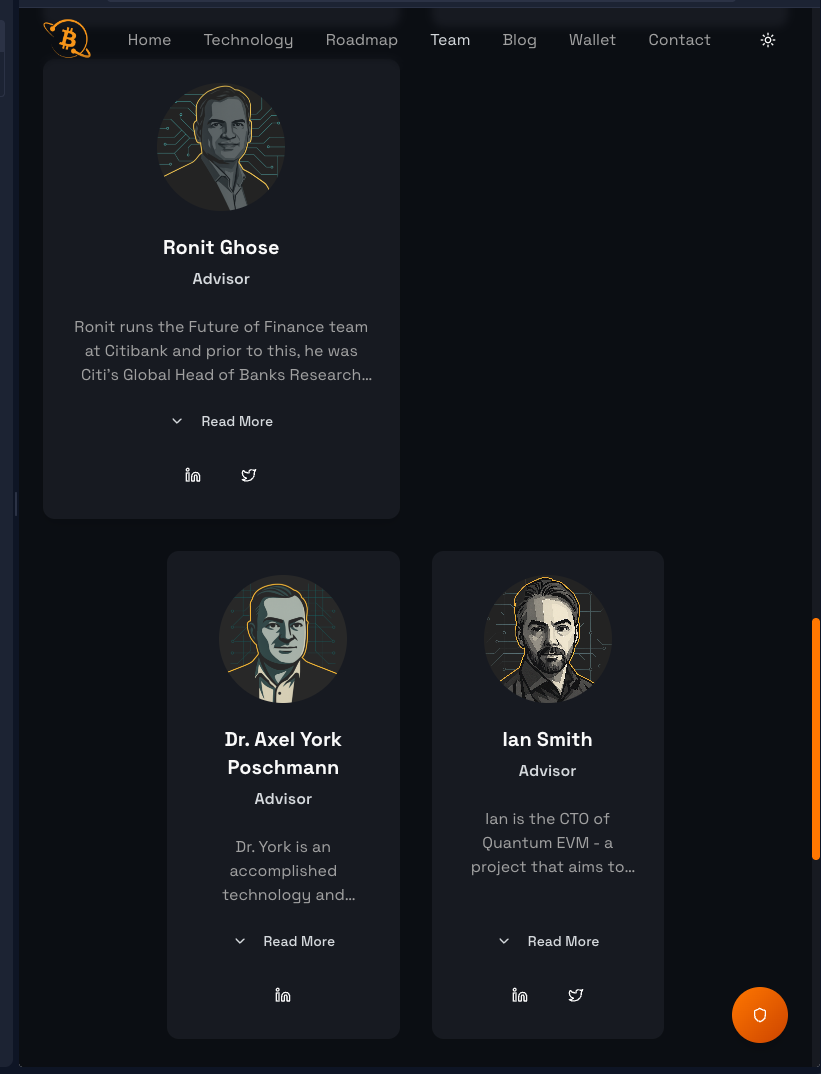 Home Technology Roadmap Team Blog Wallet Contact
Ronit Ghose
Advisor
Ronit runs the Future of Finance team
at Citibank and prior to this, he was
Citi's Global Head of Banks Research...
Read More
Dr. Axel York
Poschmann
Advisor
Dr. York is an
accomplished
technology and...
Read More
Ian Smith
Advisor
Ian is the CTO of
Quantum EVM - a
project that aims to...
Read More